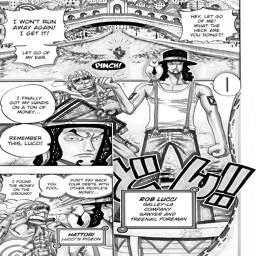 I WON'T RUN
AWAY AGAIN!
I GET IT!
HEY, LET GO
OF ME!
WHAT THE
HECK ARE
YOU DOING?!
LET GO OF
MY EAR.
PINCH!
I FINALLY
GOT MY HANDS
ON A TON OF
MONEY...
REMEMBER
THIS, LUCCI!
I FOUND
THE MONEY
ON THE
GROUND!
YOU
FOOL.
DON'T PAY BACK
YOUR DEBTS WITH
OTHER PEOPLE'S
MONEY.
HATTORI
LUCCI'S PIGEON
ROB LUCCI
GALLEY-LA
COMPANY
SAWYER AND
TREENAIL FOREMAN
ドーん!!